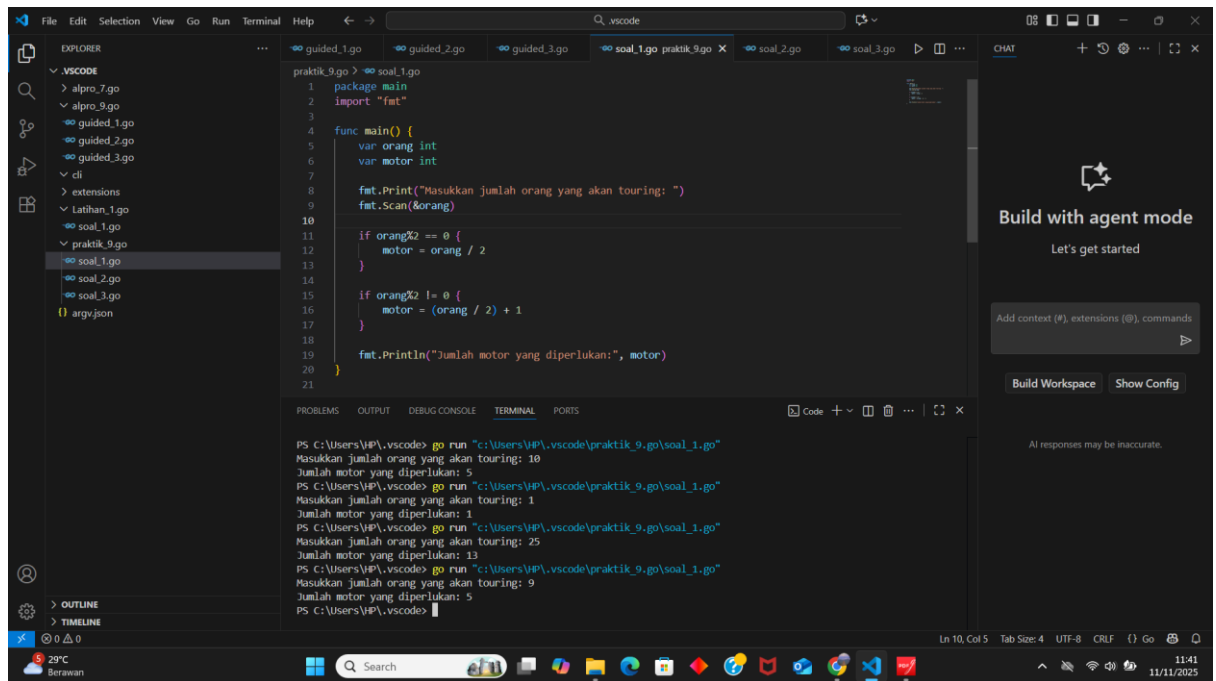 File Edit Selection View Go Run Terminal Help
.vscode
EXPLORER
.VSCODE
alpro_7.go
alpro_9.go
guided_1.go
guided_2.go
guided_3.go
cli
extensions
Latihan_1.go
soal_1.go
praktik_9.go
soal_1.go
soal_2.go
soal_3.go
{} argv.json
OUTLINE
TIMELINE
guided_1.go guided_2.go guided_3.go soal_1.go praktik_9.go soal_2.go soal_3.go
praktik_9.go > soal_1.go
1 package main
2 import "fmt"
3
4 func main() {
5 var orang int
6 var motor int
7
8 fmt.Print("Masukkan jumlah orang yang akan touring: ")
9 fmt.Scan(&orang)
10
11 if orang%2 == 0 {
12 motor = orang / 2
13 }
14
15 if orang%2 != 0 {
16 motor = (orang / 2) + 1
17 }
18
19 fmt.Println("Jumlah motor yang diperlukan:", motor)
20 }
21
PROBLEMS OUTPUT DEBUG CONSOLE TERMINAL PORTS
Code
PS C:\Users\HP\.vscode> go run "c:\Users\HP\.vscode\praktik_9.go\soal_1.go"
Masukkan jumlah orang yang akan touring: 10
Jumlah motor yang diperlukan: 5
PS C:\Users\HP\.vscode> go run "c:\Users\HP\.vscode\praktik_9.go\soal_1.go"
Masukkan jumlah orang yang akan touring: 1
Jumlah motor yang diperlukan: 1
PS C:\Users\HP\.vscode> go run "c:\Users\HP\.vscode\praktik_9.go\soal_1.go"
Masukkan jumlah orang yang akan touring: 25
Jumlah motor yang diperlukan: 13
PS C:\Users\HP\.vscode> go run "c:\Users\HP\.vscode\praktik_9.go\soal_1.go"
Masukkan jumlah orang yang akan touring: 9
Jumlah motor yang diperlukan: 5
PS C:\Users\HP\.vscode>
CHAT
Build with agent mode
Let's get started
Add context (#), extensions (@), commands
Build Workspace Show Config
AI responses may be inaccurate.
0 0
Ln 10, Col 5 Tab Size: 4 UTF-8 CRLF {} Go
5
29°C
Berawan
Search
11:41
11/11/2025